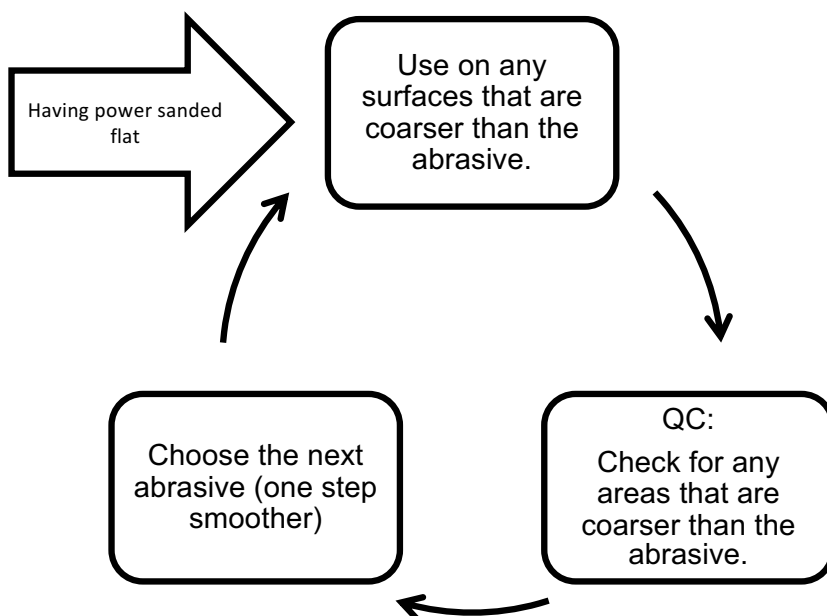 Having power sanded
flat
Use on any
surfaces that are
coarser than the
abrasive.
QC:
Check for any
areas that are
coarser than the
abrasive.
Choose the next
abrasive (one step
smoother)